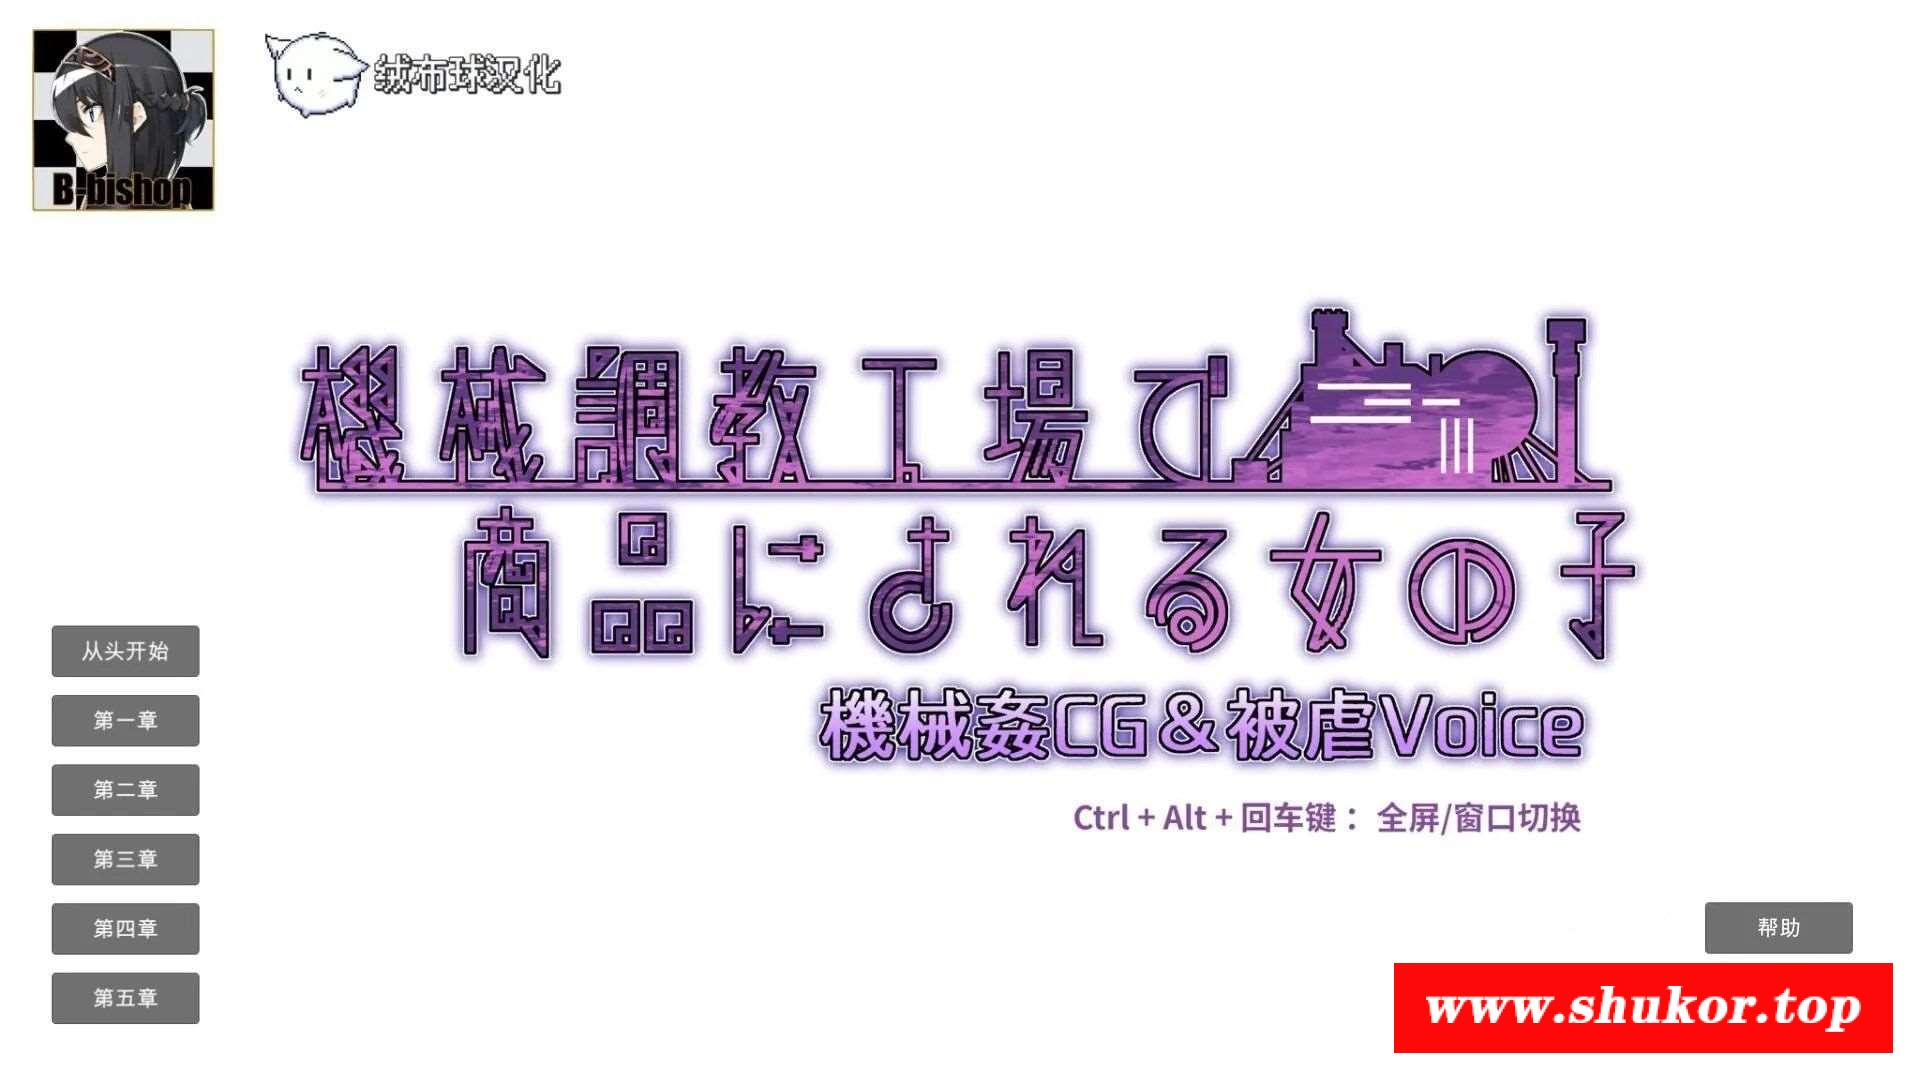 B-bishop
绒布球汉化
機械調教工場で
商品にされる女の子
機械姦CG&被虐Voice
Ctrl + Alt + 回车键： 全屏/窗口切换
从头开始
第一章
第二章
第三章
第四章
第五章
帮助
www.shukor.top